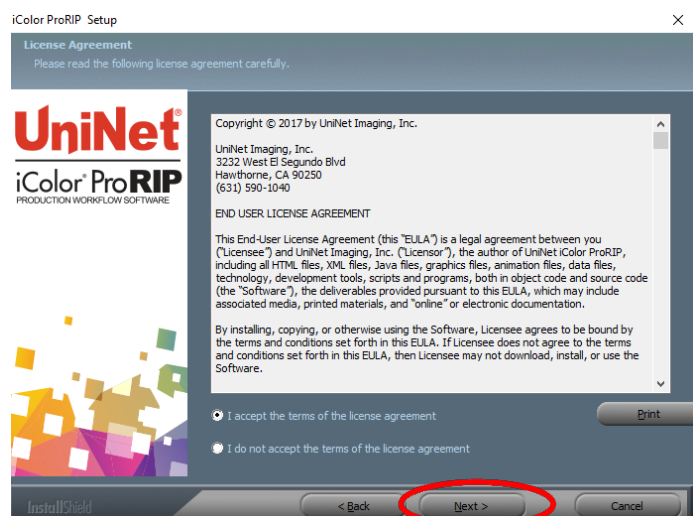 iColor ProRIP Setup
License Agreement
Please read the following license agreement carefully.
UniNet®
iColor® ProRIP
PRODUCTION WORKFLOW SOFTWARE
Copyright © 2017 by UniNet Imaging, Inc.
UniNet Imaging, Inc.
3232 West El Segundo Blvd
Hawthorne, CA 90250
(631) 590-1040
END USER LICENSE AGREEMENT
This End-User License Agreement (this "EULA") is a legal agreement between you
("Licensee") and UniNet Imaging, Inc. ("Licensor"), the author of UniNet iColor ProRIP,
including all HTML files, XML files, Java files, graphics files, animation files, data files,
technology, development tools, scripts and programs, both in object code and source code
(the "Software"), the deliverables provided pursuant to this EULA, which may include
associated media, printed materials, and "online" or electronic documentation.
By installing, copying, or otherwise using the Software, Licensee agrees to be bound by
the terms and conditions set forth in this EULA. If Licensee does not agree to the terms
and conditions set forth in this EULA, then Licensee may not download, install, or use the
Software.
I accept the terms of the license agreement
Print
I do not accept the terms of the license agreement
InstallShield
< Back
Next >
Cancel